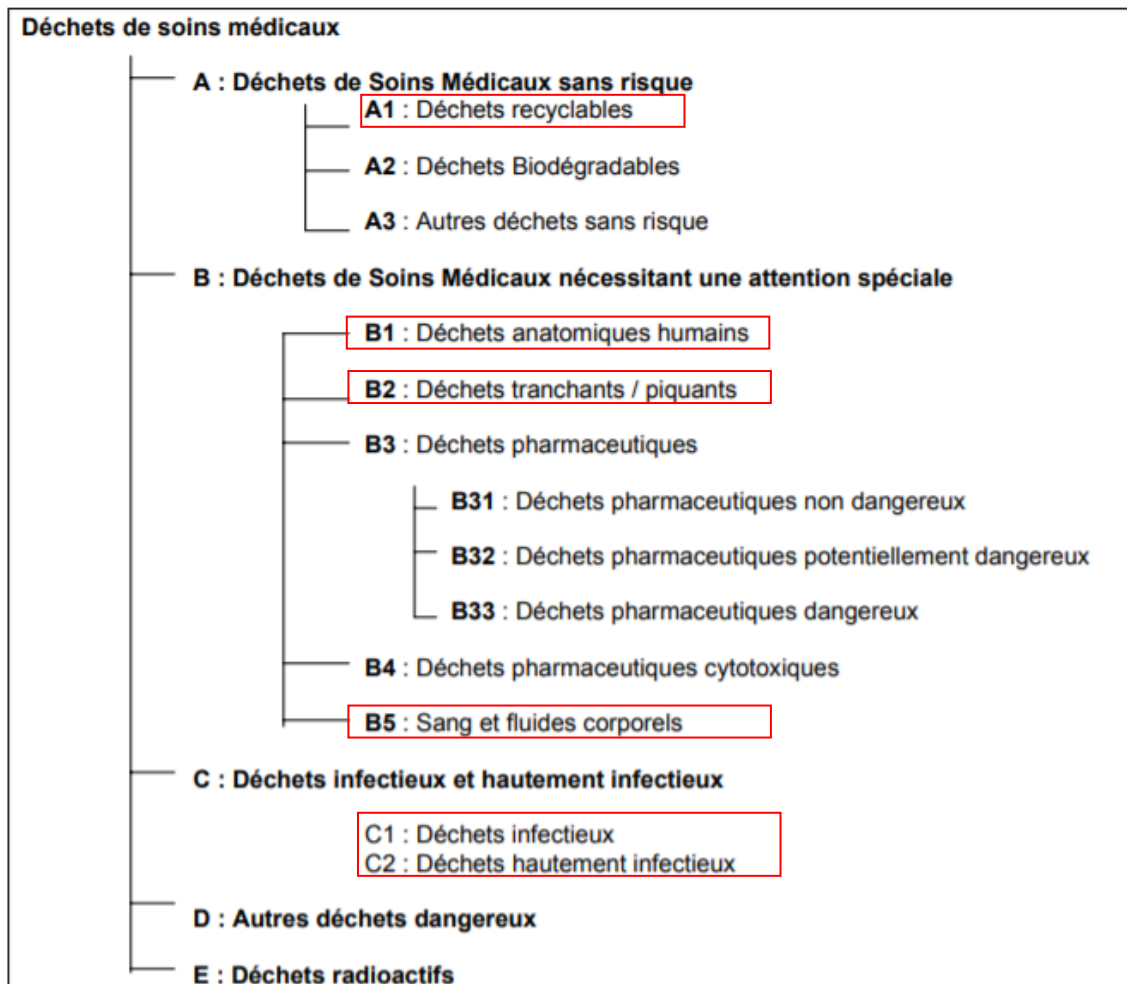 Déchets de soins médicaux
A : Déchets de Soins Médicaux sans risque
A1 : Déchets recyclables
A2 : Déchets Biodégradables
A3 : Autres déchets sans risque
B : Déchets de Soins Médicaux nécessitant une attention spéciale
B1 : Déchets anatomiques humains
B2 : Déchets tranchants / piquants
B3 : Déchets pharmaceutiques
B31 : Déchets pharmaceutiques non dangereux
B32 : Déchets pharmaceutiques potentiellement dangereux
B33 : Déchets pharmaceutiques dangereux
B4 : Déchets pharmaceutiques cytotoxiques
B5 : Sang et fluides corporels
C : Déchets infectieux et hautement infectieux
C1 : Déchets infectieux
C2 : Déchets hautement infectieux
D : Autres déchets dangereux
E : Déchets radioactifs